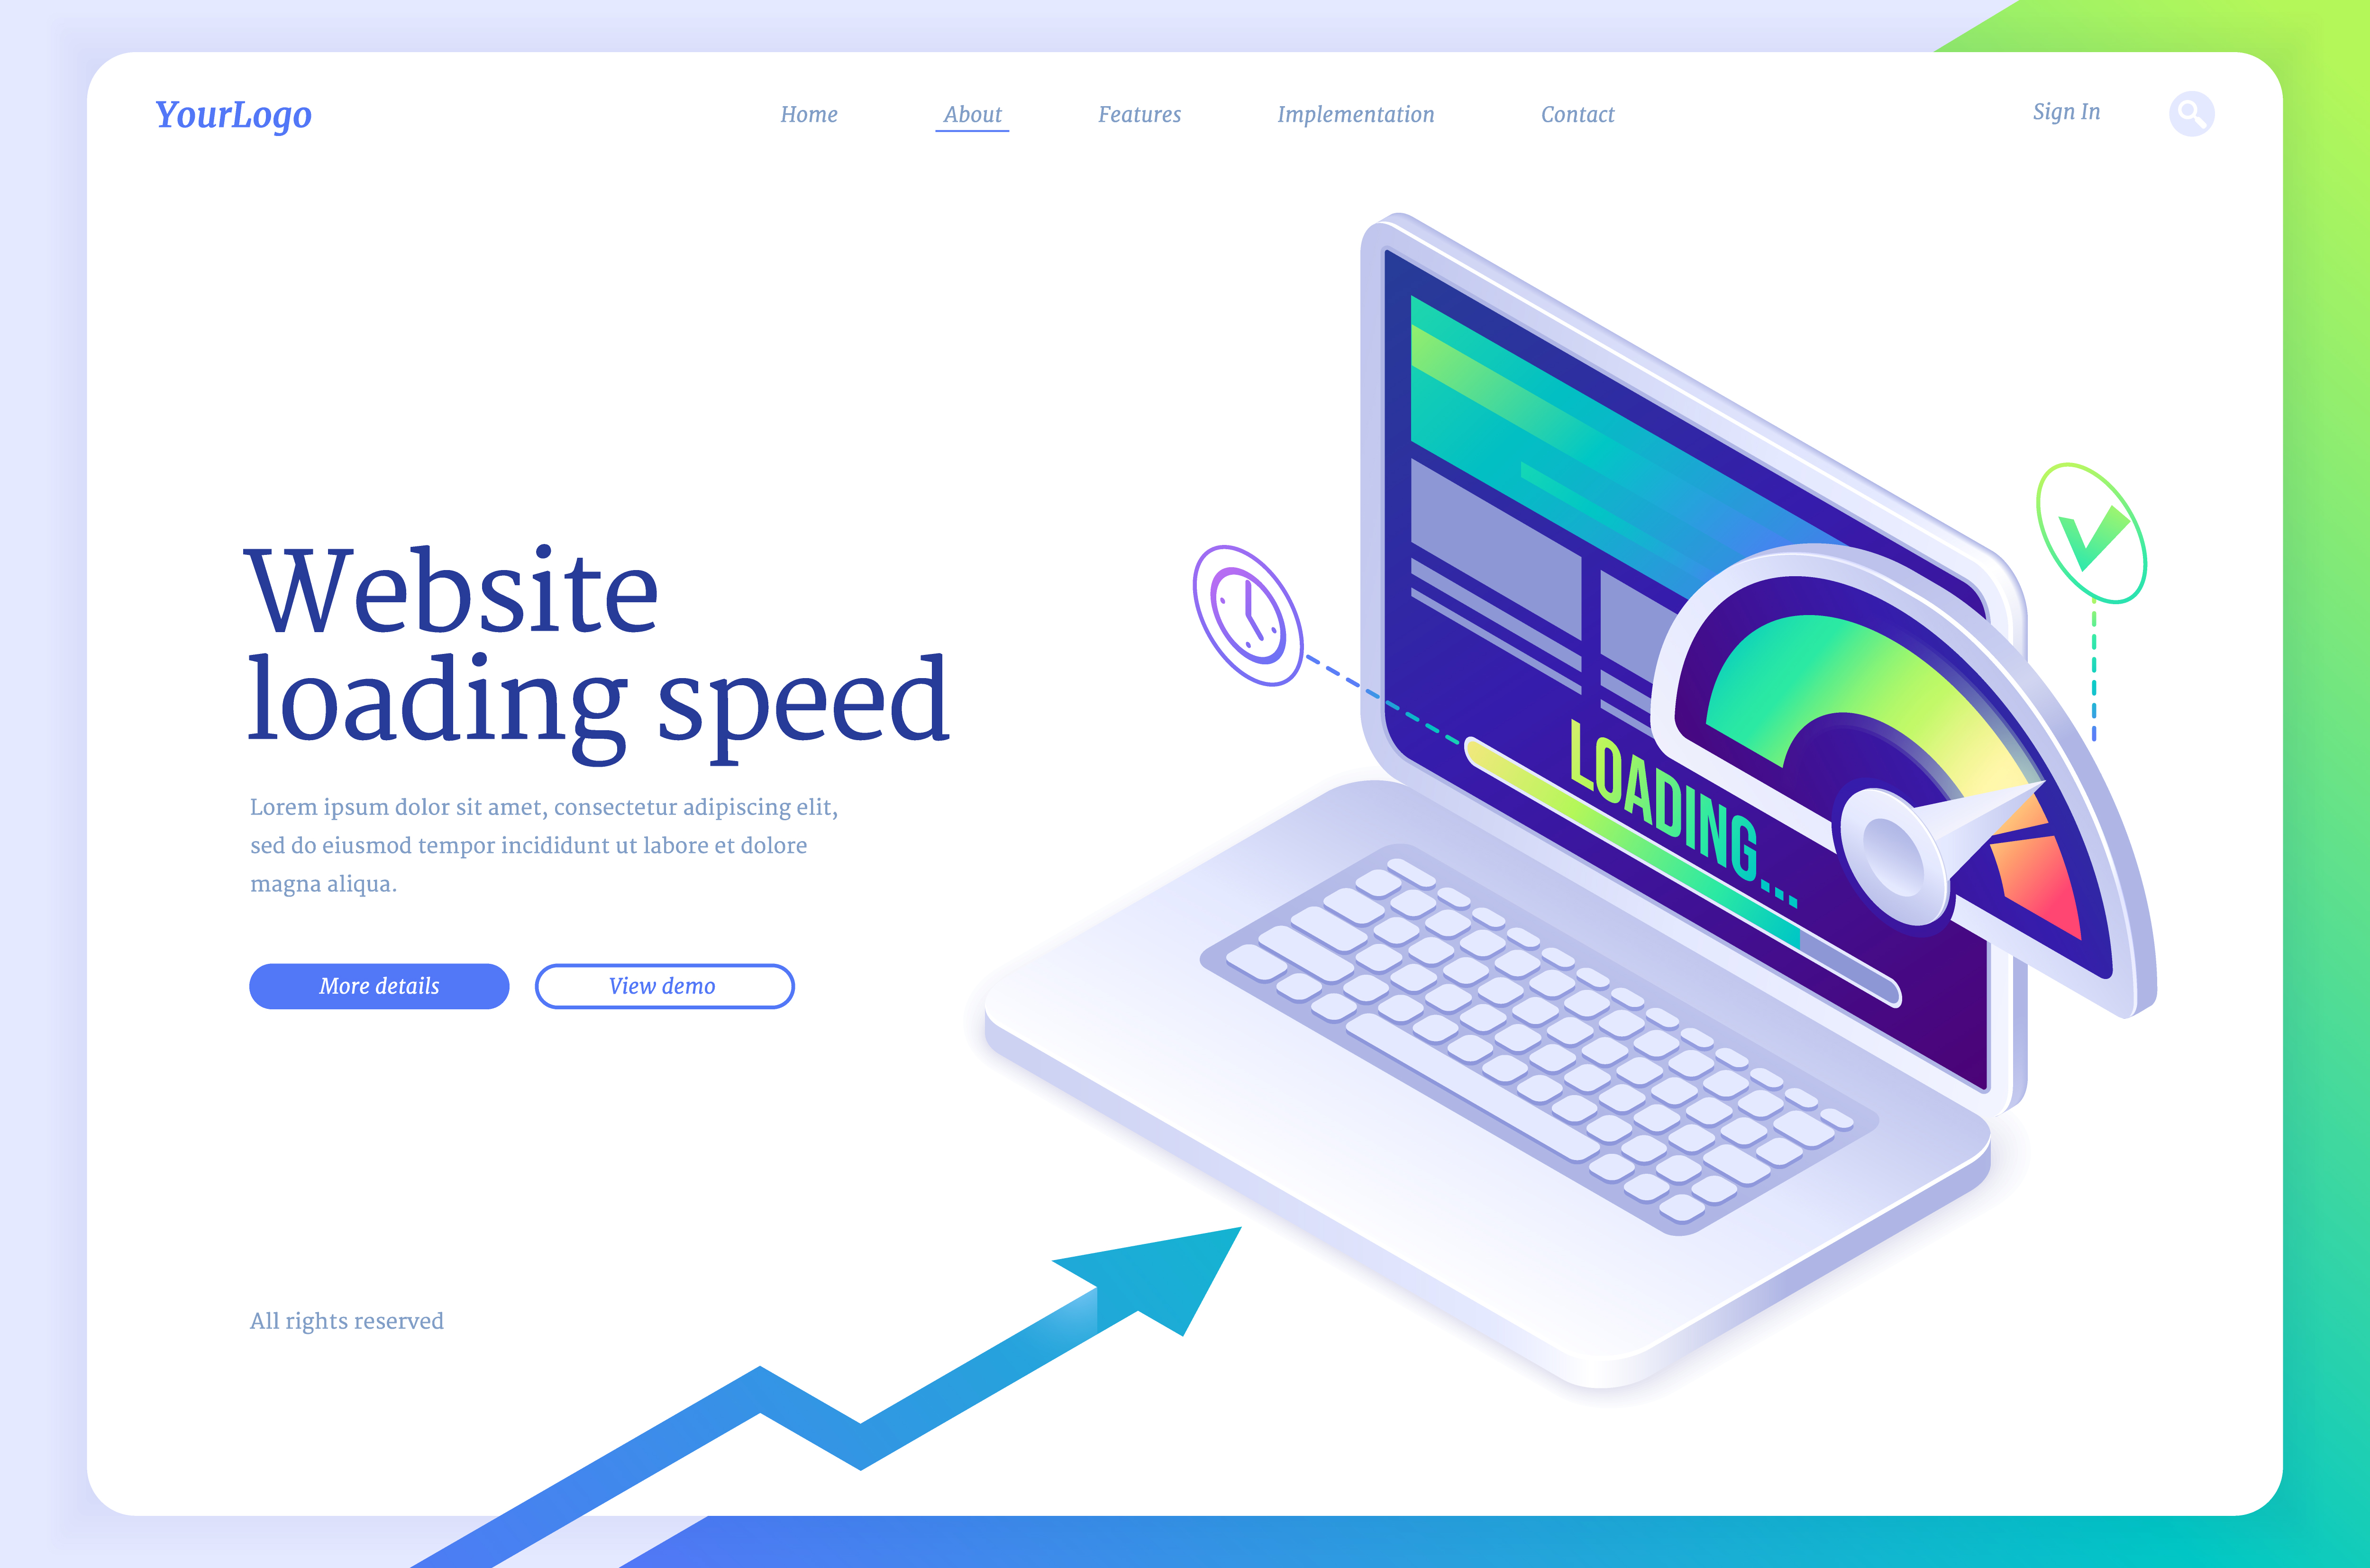 YourLogo
Home About Features Implementation Contact
Sign In
Website
loading speed
Lorem ipsum dolor sit amet, consectetur adipiscing elit,
sed do eiusmod tempor incididunt ut labore et dolore
magna aliqua.
More details
View demo
LOADING...
All rights reserved